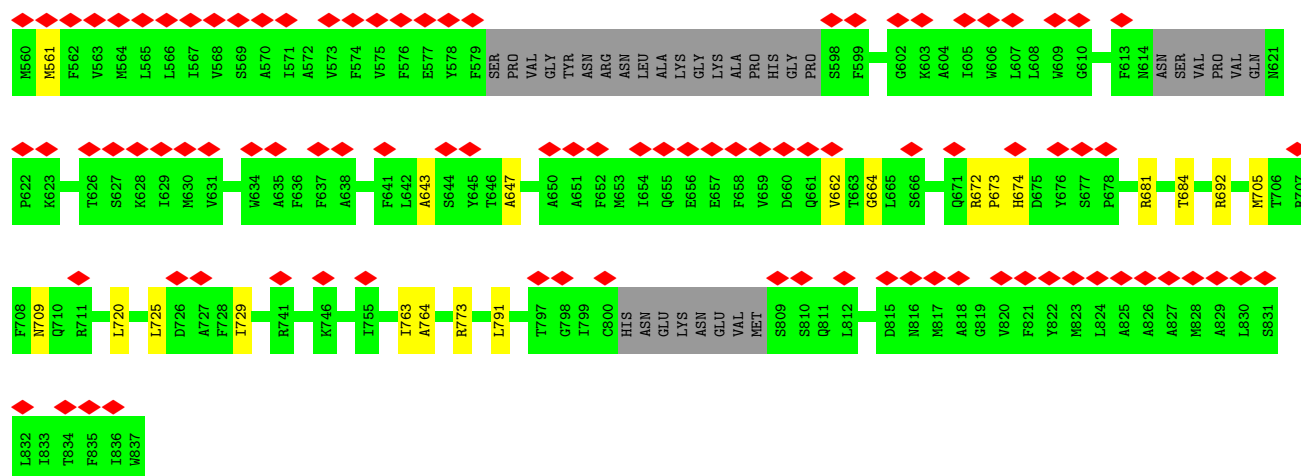 M560 M561 F562 V563 M564 L565 L566 I567 V568 S569 A570 I571 A572 V573 F574 V575 F576 E577 Y578 F579 SER PRO VAL GLY TYR ASN ARG ASN LEU ALA LYS GLY LYS ALA PRO HIS GLY PRO S598 F599 G602 K603 A604 I605 W606 L607 L608 W609 G610 F613 N614 ASN SER VAL PRO VAL GLN N621
P622 K623 T626 S627 K628 I629 M630 V631 W634 A635 F636 F637 A638 F641 L642 A643 S644 Y645 T646 A647 A650 A651 F652 M653 I654 Q655 E656 E657 F658 V659 D660 Q661 V662 T663 G664 L665 S666 Q671 R672 P673 H674 D675 Y676 S677 P678 R681 T684 R692 M705 T706 R707
F708 N709 Q710 R711 L720 L725 D726 A727 F728 I729 R741 K746 I755 I763 A764 R773 L791 T797 G798 I799 C800 HIS ASN GLU LYS ASN GLU VAL MET S809 S810 Q811 L812 D815 N816 M817 A818 G819 V820 F821 Y822 M823 L824 A825 A826 A827 M828 A829 L830 S831
L832 I833 T834 F835 I836 W837